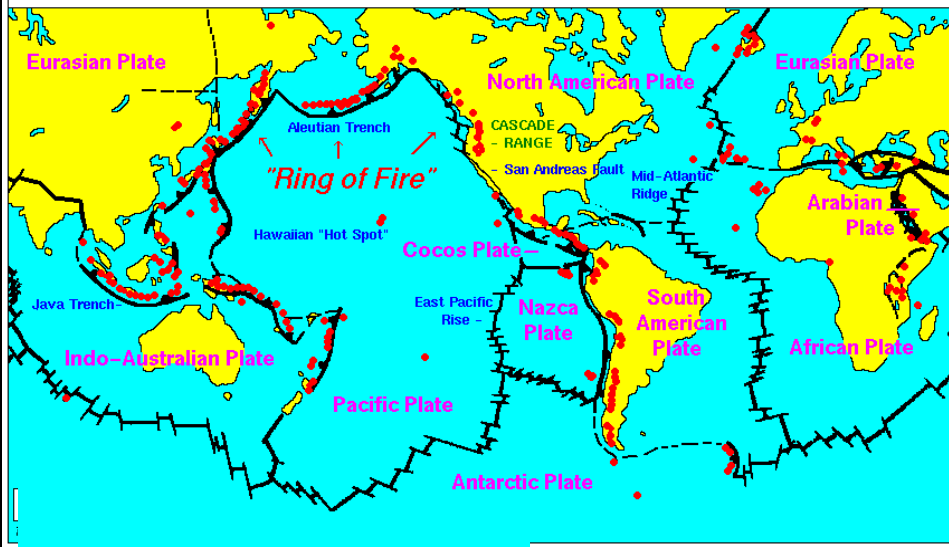 Eurasian Plate
North American Plate
Eurasian Plate
Aleutian Trench
CASCADE
- RANGE
"Ring of Fire"
- San Andreas Fault
Mid-Atlantic
Ridge
Arabian
Plate
Hawaiian "Hot Spot"
Cocos Plate
Java Trench-
East Pacific
Rise -
Nazca
Plate
South
American
Plate
Indo-Australian Plate
African Plate
Pacific Plate
Antarctic Plate